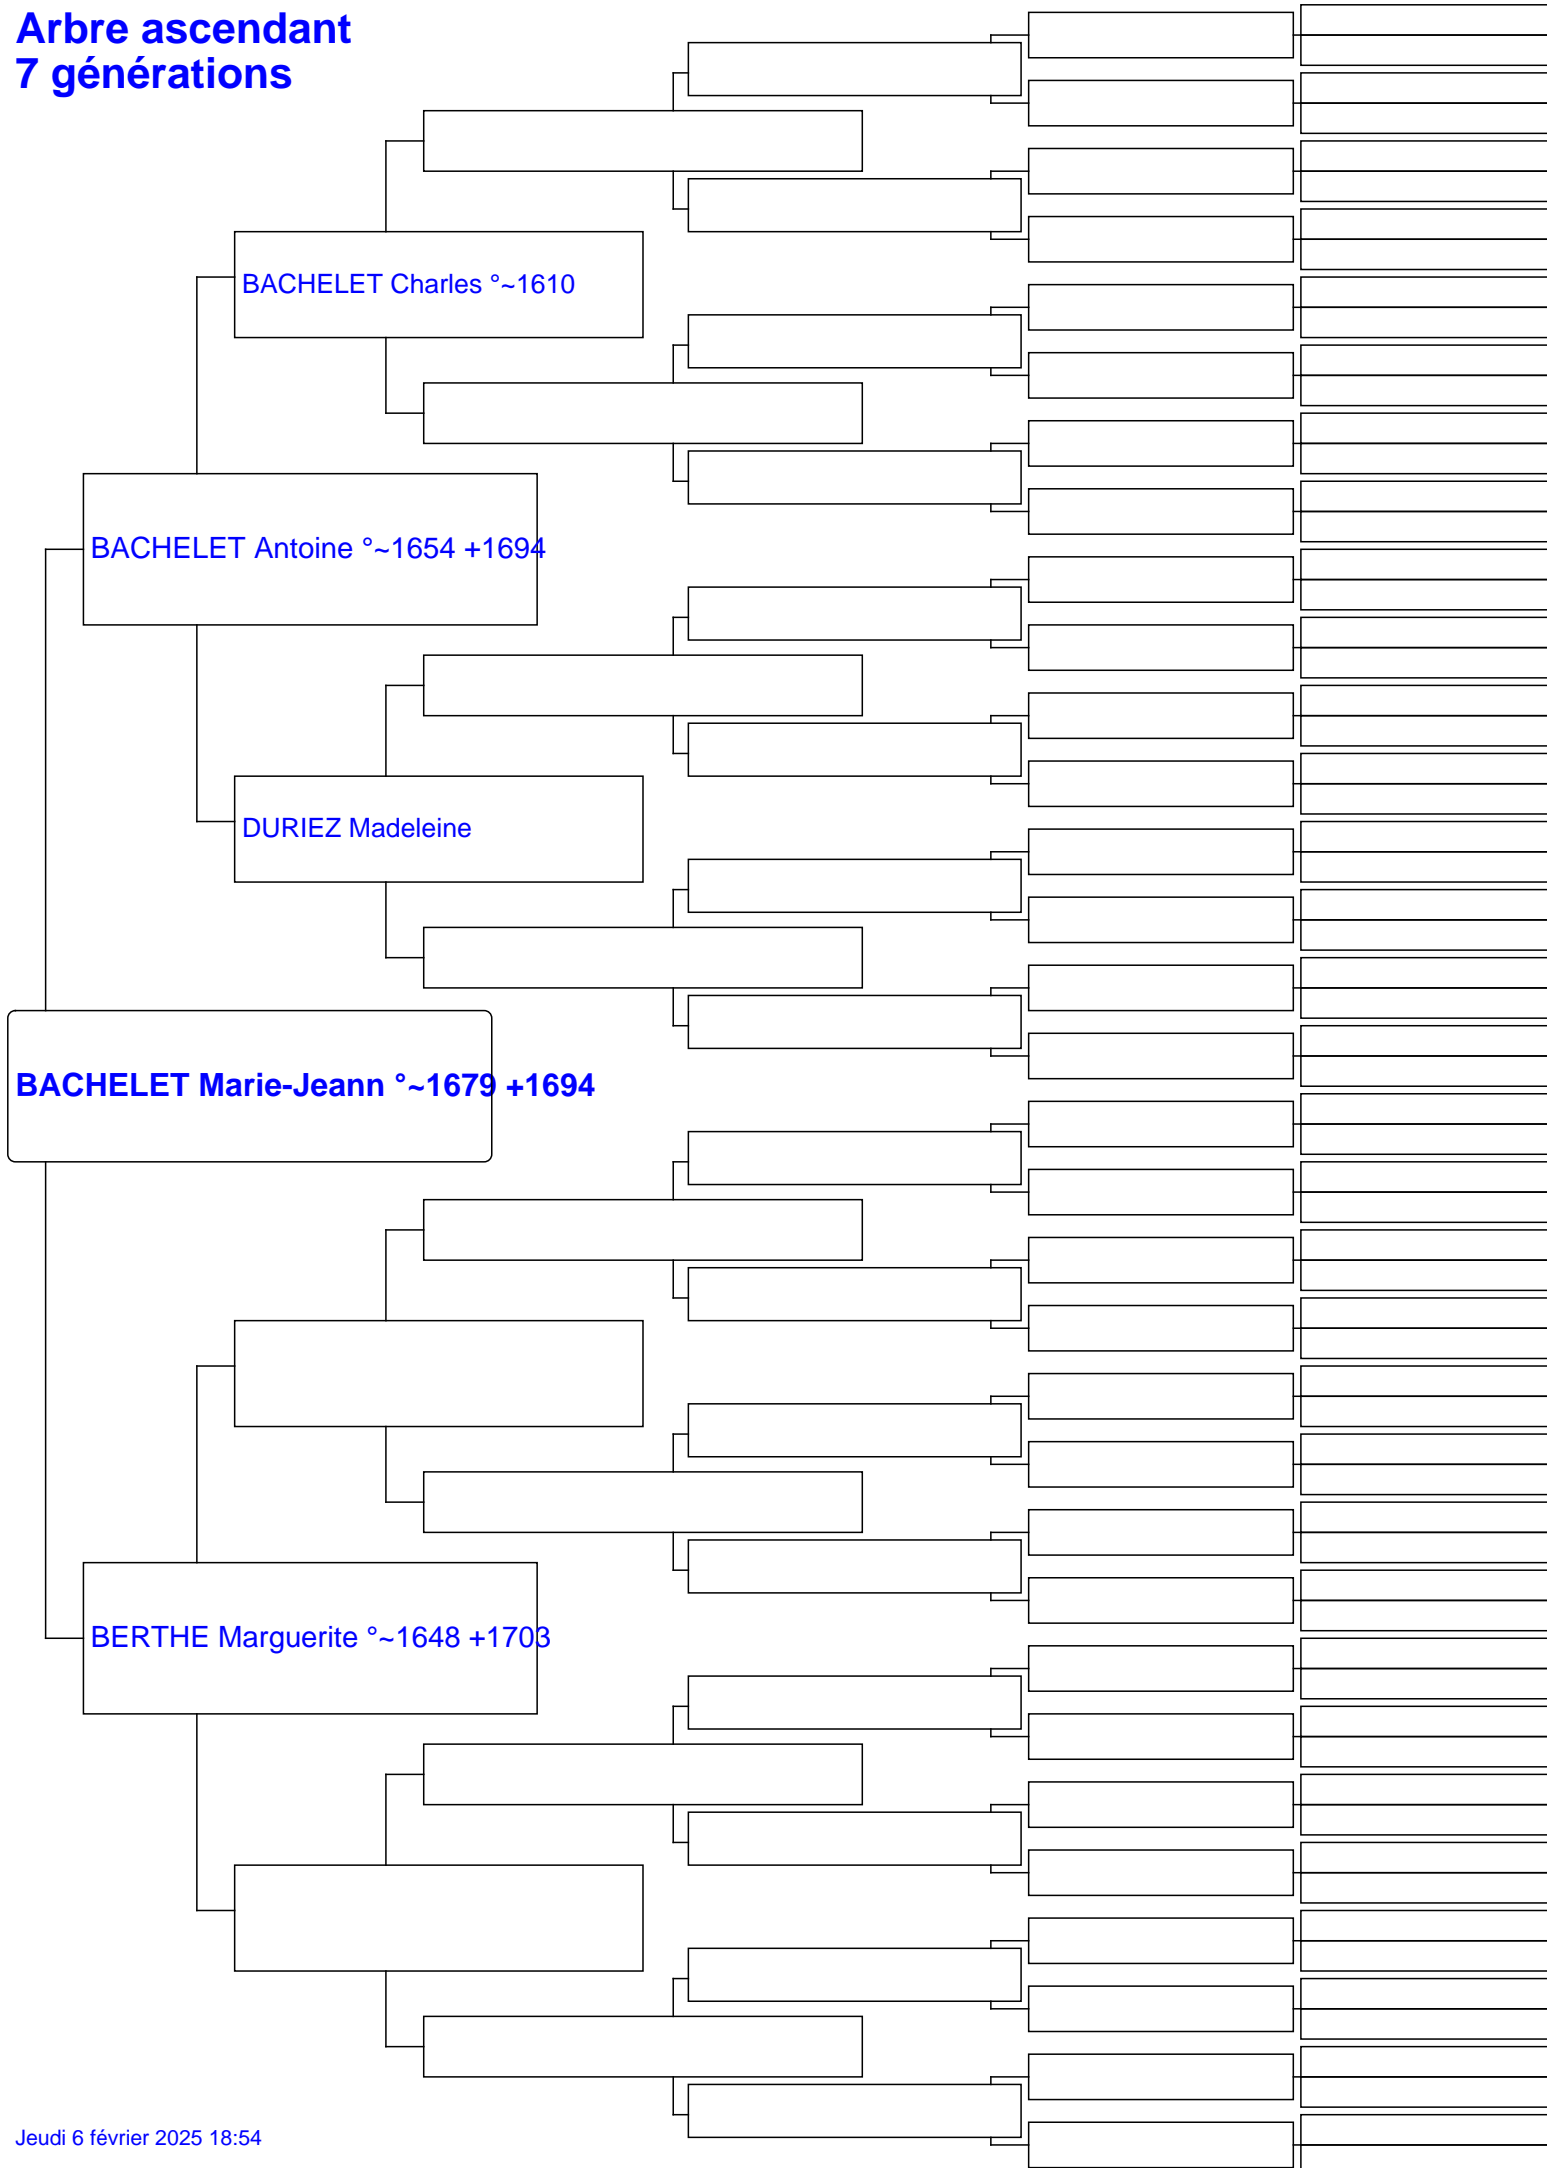 Arbre ascendant
7 générations
BACHELET Charles °~1610
BACHELET Antoine °~1654 +1694
DURIEZ Madeleine
BACHELET Marie-Jeann °~1679 +1694
BERTHE Marguerite °~1648 +1703
Jeudi 6 février 2025 18:54